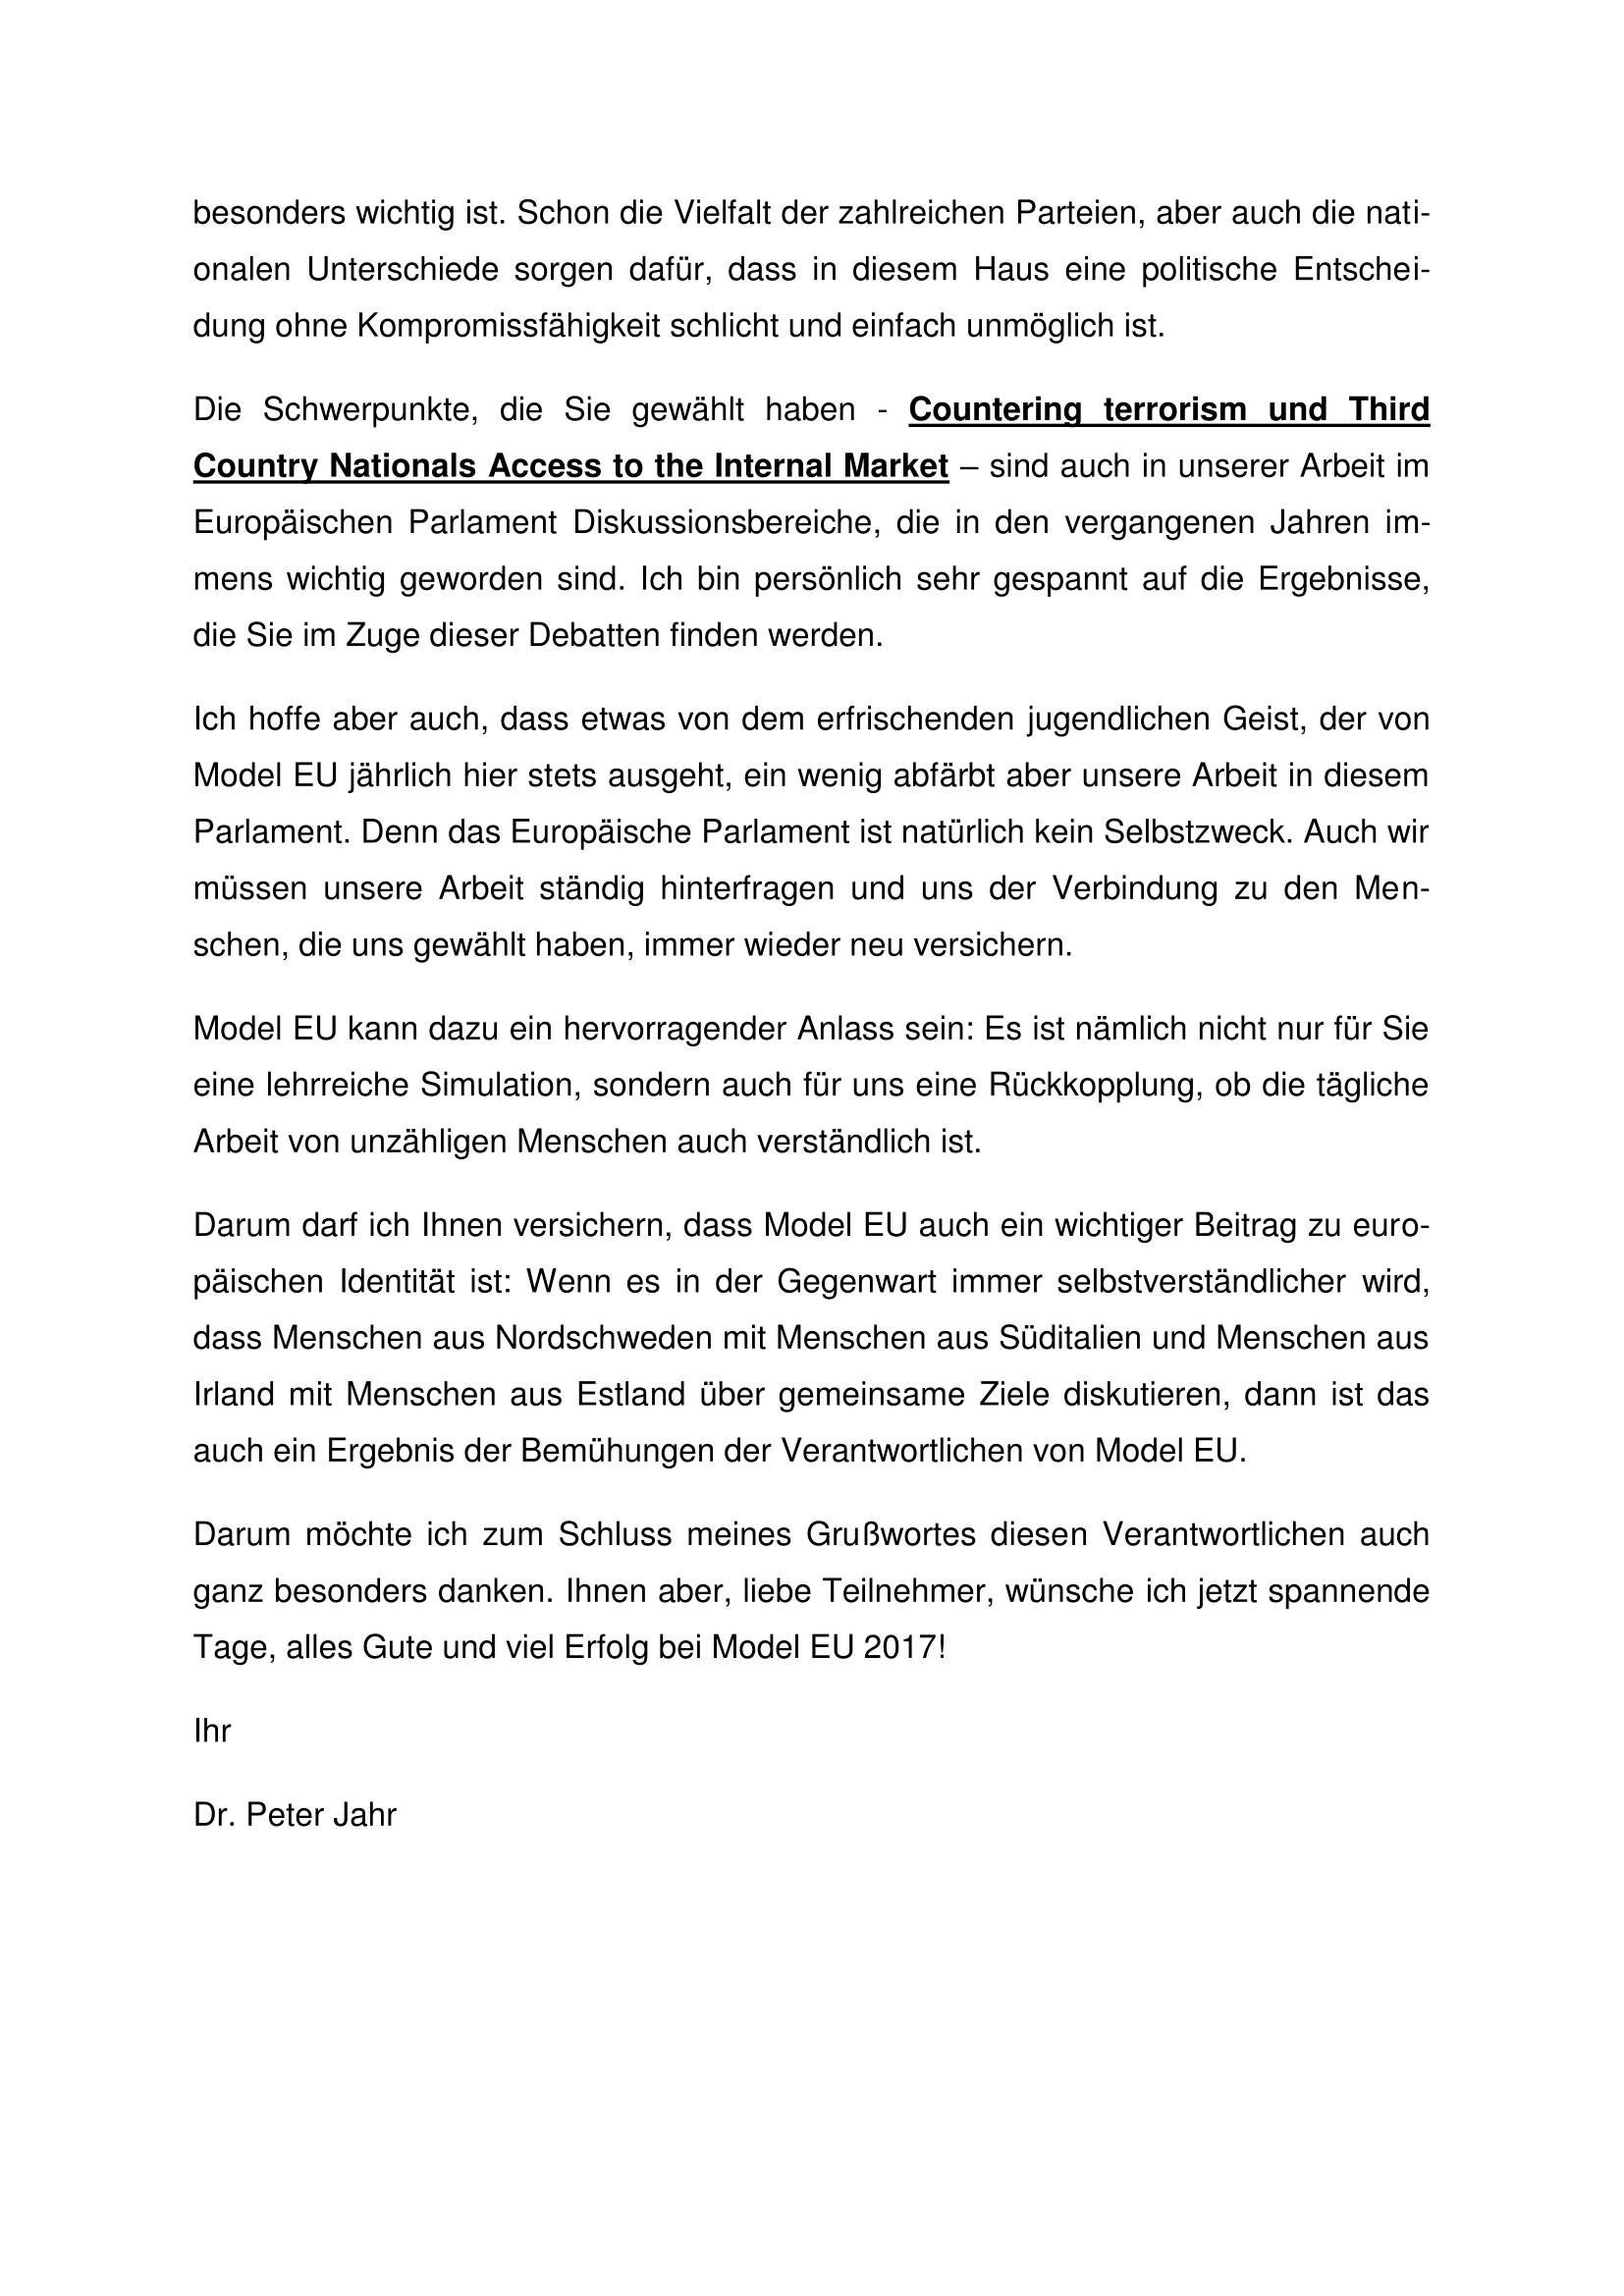 besonders wichtig ist. Schon die Vielfalt der zahlreichen Parteien, aber auch die nati-
onalen Unterschiede sorgen dafür, dass in diesem Haus eine politische Entschei-
dung ohne Kompromissfähigkeit schlicht und einfach unmöglich ist.
Die Schwerpunkte, die Sie gewählt haben - Countering terrorism und Third
Country Nationals Access to the Internal Market – sind auch in unserer Arbeit im
Europäischen Parlament Diskussionsbereiche, die in den vergangenen Jahren im-
mens wichtig geworden sind. Ich bin persönlich sehr gespannt auf die Ergebnisse,
die Sie im Zuge dieser Debatten finden werden.
Ich hoffe aber auch, dass etwas von dem erfrischenden jugendlichen Geist, der von
Model EU jährlich hier stets ausgeht, ein wenig abfärbt aber unsere Arbeit in diesem
Parlament. Denn das Europäische Parlament ist natürlich kein Selbstzweck. Auch wir
müssen unsere Arbeit ständig hinterfragen und uns der Verbindung zu den Men-
schen, die uns gewählt haben, immer wieder neu versichern.
Model EU kann dazu ein hervorragender Anlass sein: Es ist nämlich nicht nur für Sie
eine lehrreiche Simulation, sondern auch für uns eine Rückkopplung, ob die tägliche
Arbeit von unzähligen Menschen auch verständlich ist.
Darum darf ich Ihnen versichern, dass Model EU auch ein wichtiger Beitrag zu euro-
päischen Identität ist: Wenn es in der Gegenwart immer selbstverständlicher wird,
dass Menschen aus Nordschweden mit Menschen aus Süditalien und Menschen aus
Irland mit Menschen aus Estland über gemeinsame Ziele diskutieren, dann ist das
auch ein Ergebnis der Bemühungen der Verantwortlichen von Model EU.
Darum möchte ich zum Schluss meines Grußwortes diesen Verantwortlichen auch
ganz besonders danken. Ihnen aber, liebe Teilnehmer, wünsche ich jetzt spannende
Tage, alles Gute und viel Erfolg bei Model EU 2017!
Ihr
Dr. Peter Jahr